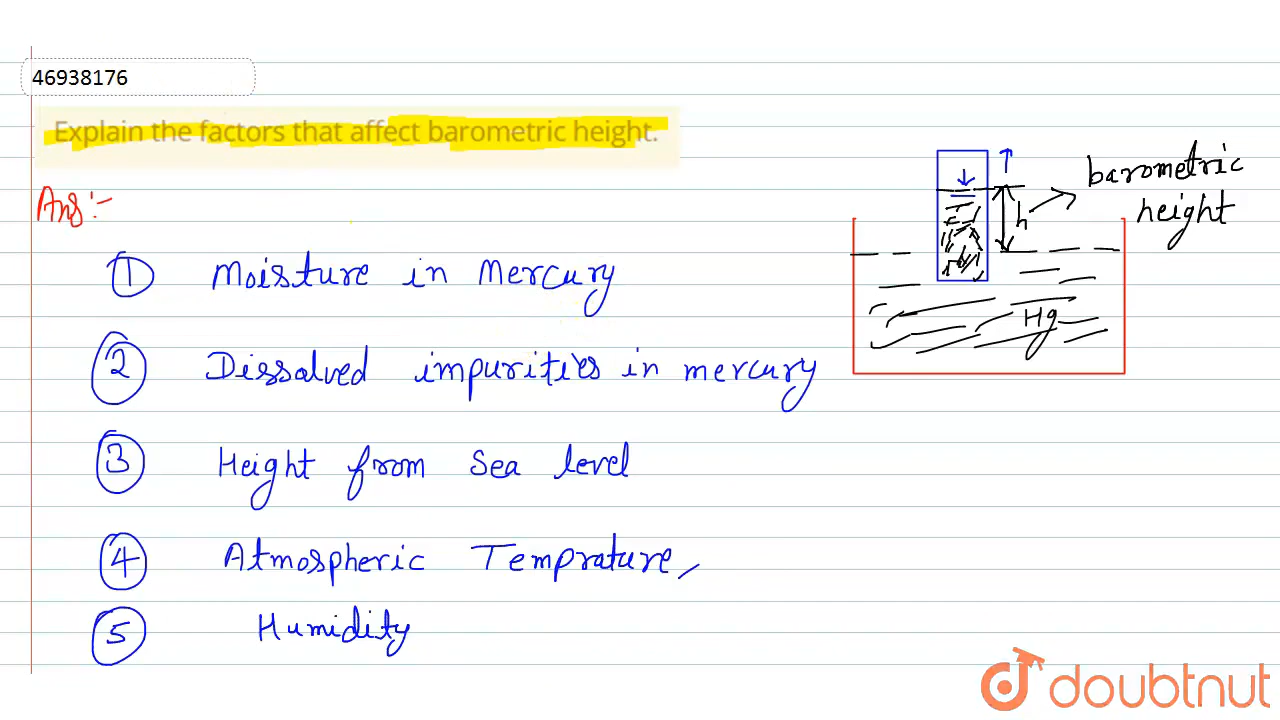 46938176
Explain the factors that affect barometric height.
Ans:-
① Moisture in Mercury
② Dissolved impurities in mercury
③ Height from Sea level
④ Atmospheric Temprature,
⑤ Humidity
h
barometric
height
Hg
doubtnut